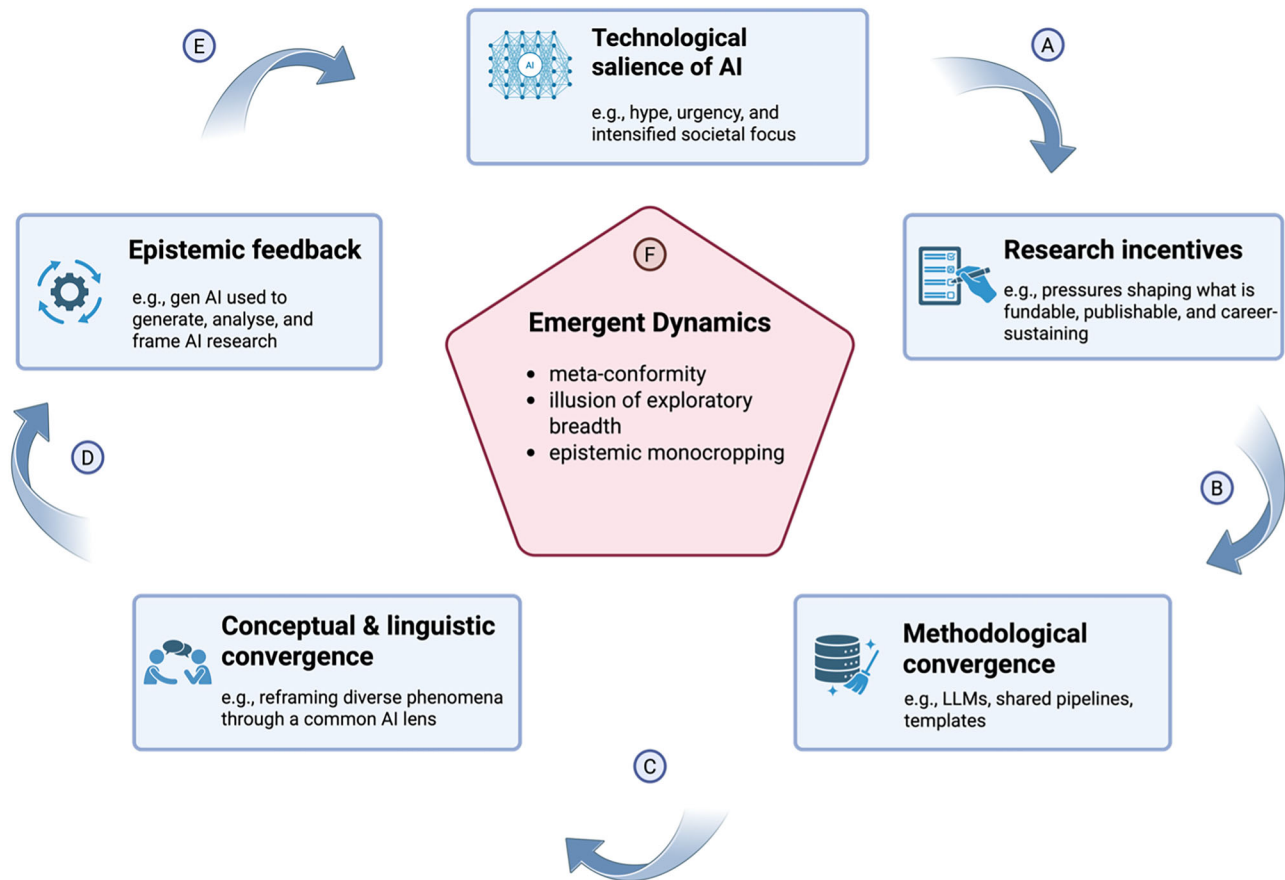 E
Technological
salience of AI
AI
e.g., hype, urgency, and
intensified societal focus
A
Epistemic feedback
e.g., gen AI used to
generate, analyse, and
frame AI research
F
Emergent Dynamics
• meta-conformity
• illusion of exploratory
breadth
• epistemic monocropping
Research incentives
e.g., pressures shaping what is
fundable, publishable, and career-
sustaining
D
B
Conceptual & linguistic
convergence
e.g., reframing diverse phenomena
through a common AI lens
Methodological
convergence
e.g., LLMs, shared pipelines,
templates
C